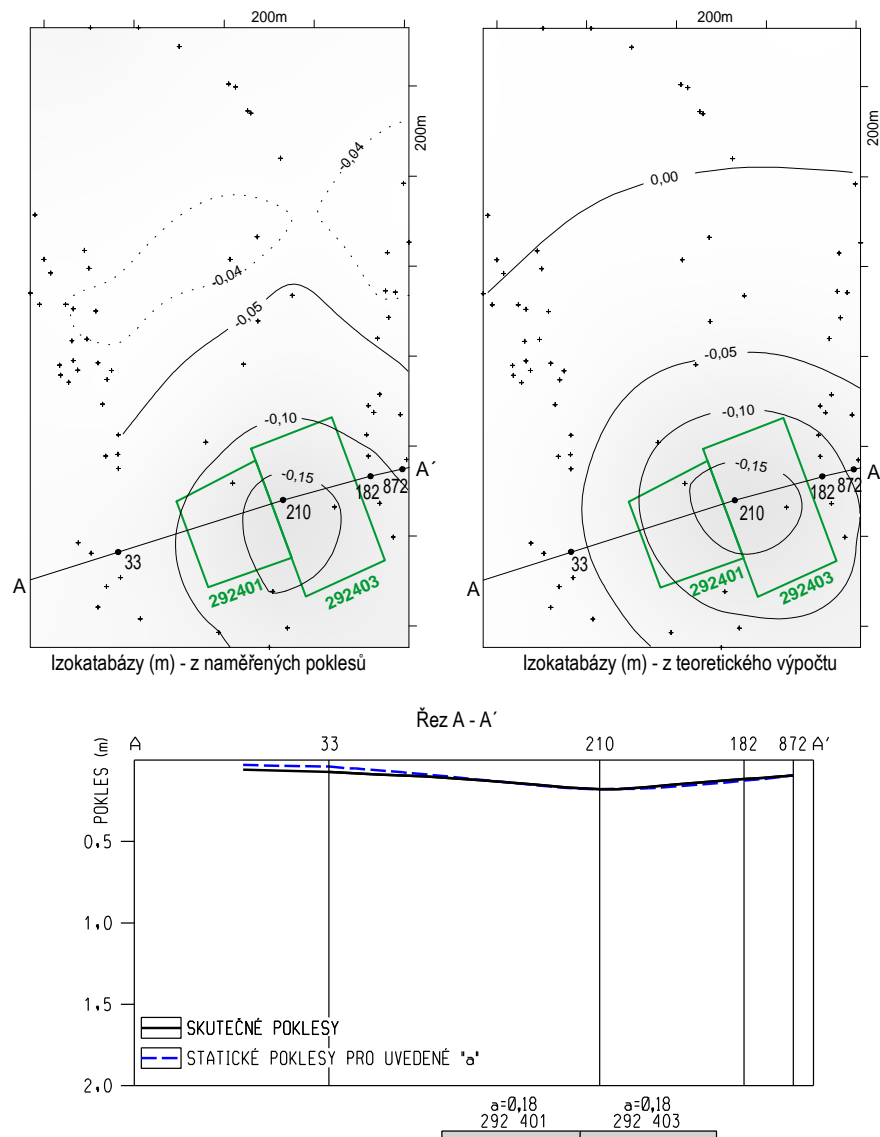 200m
200m
-0,04
-0,04
-0,05
-0,10
-0,15
A
33
210
182
872
A´
292401
292403
Izokatabázy (m) - z naměřených poklesů
200m
200m
0,00
-0,05
-0,10
-0,15
A
33
210
182
872
A
292401
292403
Izokatabázy (m) - z teoretického výpočtu
Řez A - A´
A 33 210 182 872 A'
POKLES (m)
0,5
1,0
1,5
2,0
SKUTEČNÉ POKLESY
STATICKÉ POKLESY PRO UVEDENÉ "a"
a=0,18 a=0,18
292 401 292 403